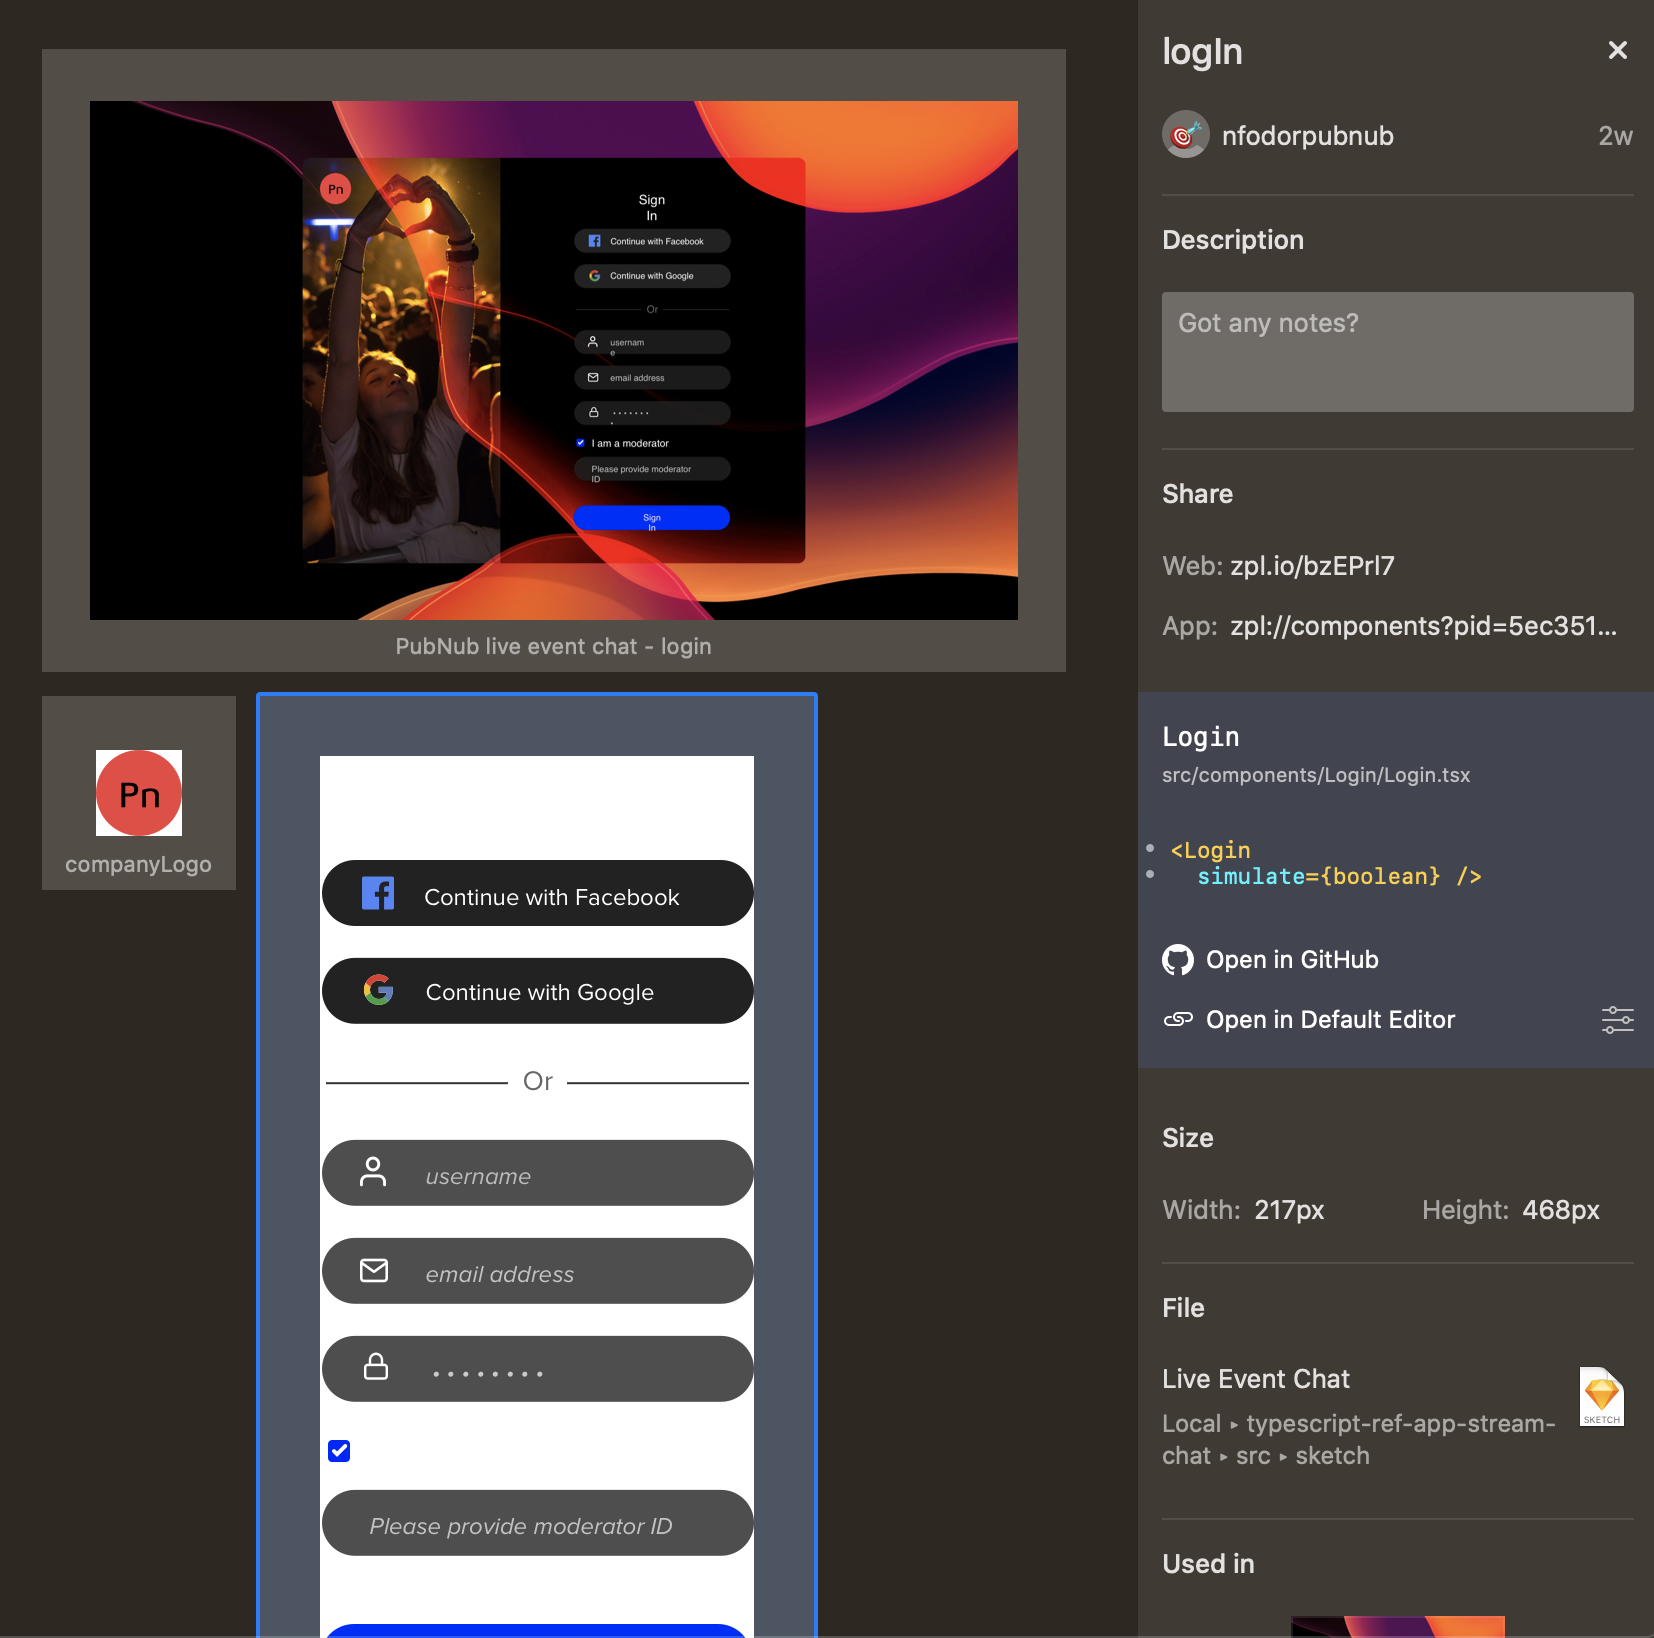 Pn
Sign
In
Continue with Facebook
Continue with Google
Or
usernam
e
email address
I am a moderator
Please provide moderator
ID
Sign
In
PubNub live event chat - login
Pn
companyLogo
Continue with Facebook
Continue with Google
Or
username
email address
Please provide moderator ID
logIn
nfodorpubnub
2w
Description
Got any notes?
Share
Web: zpl.io/bzEPrl7
App: zpl://components?pid=5ec351...
Login
src/components/Login/Login.tsx
<Login
simulate={boolean} />
Open in GitHub
Open in Default Editor
Size
Width: 217px Height: 468px
File
Live Event Chat
Local ▸ typescript-ref-app-stream-
chat ▸ src ▸ sketch
SKETCH
Used in